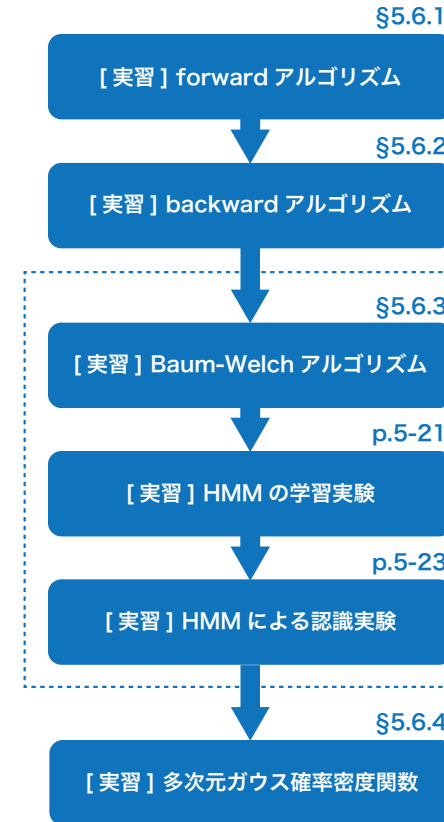 §5.6.1
[ 実習 ] forward アルゴリズム
§5.6.2
[ 実習 ] backward アルゴリズム
§5.6.3
[ 実習 ] Baum-Welch アルゴリズム
p.5-21
[ 実習 ] HMM の学習実験
p.5-23
[ 実習 ] HMM による認識実験
§5.6.4
[ 実習 ] 多次元ガウス確率密度関数